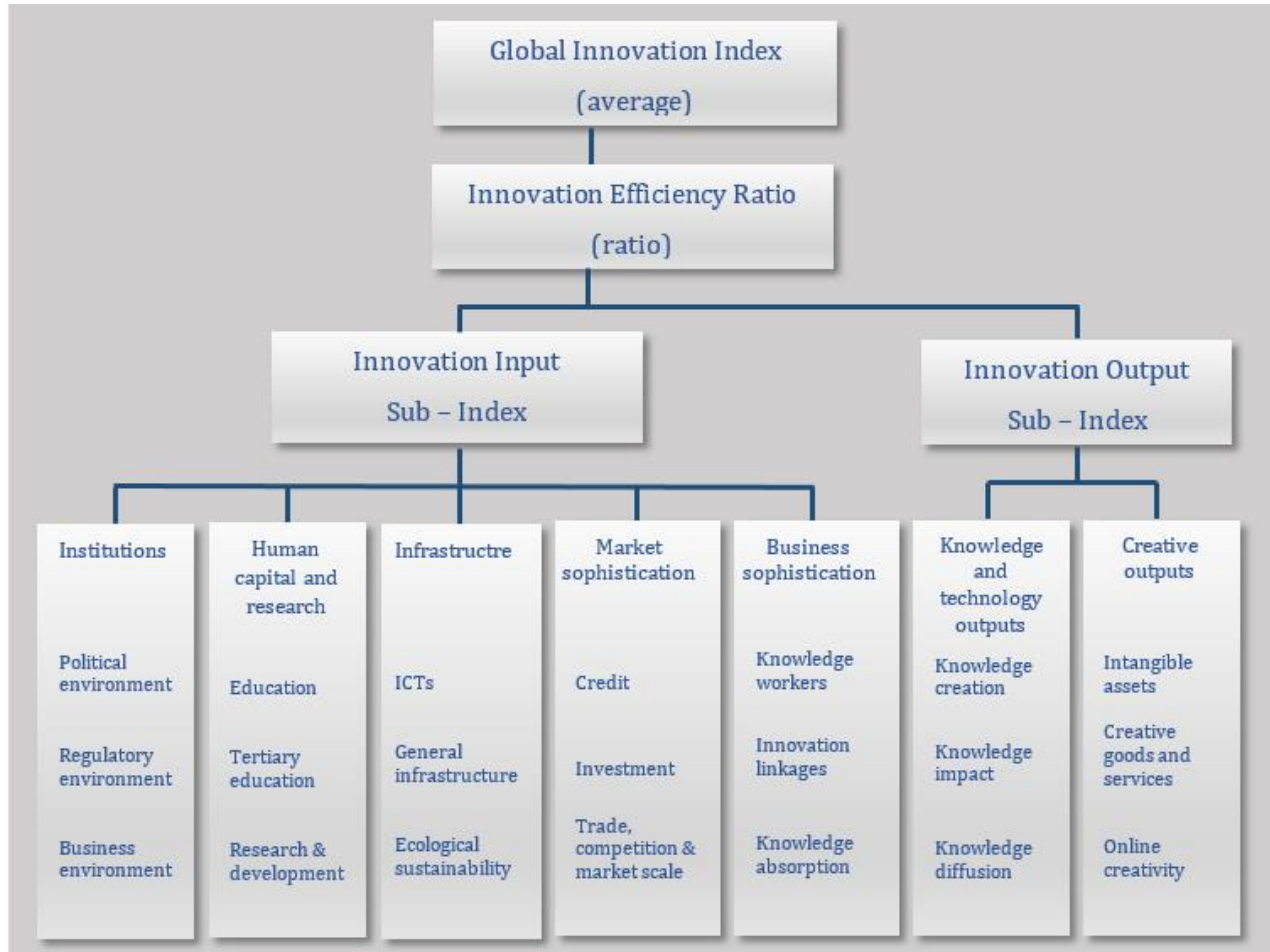 Global Innovation Index
(average)
Innovation Efficiency Ratio
(ratio)
Innovation Input
Sub – Index
Innovation Output
Sub – Index
Institutions
Political
environment
Regulatory
environment
Business
environment
Human
capital and
research
Education
Tertiary
education
Research &
development
Infrastructre
ICTs
General
infrastructure
Ecological
sustainability
Market
sophistication
Credit
Investment
Trade,
competition &
market scale
Business
sophistication
Knowledge
workers
Innovation
linkages
Knowledge
absorption
Knowledge
and
technology
outputs
Knowledge
creation
Knowledge
impact
Knowledge
diffusion
Creative
outputs
Intangible
assets
Creative
goods and
services
Online
creativity